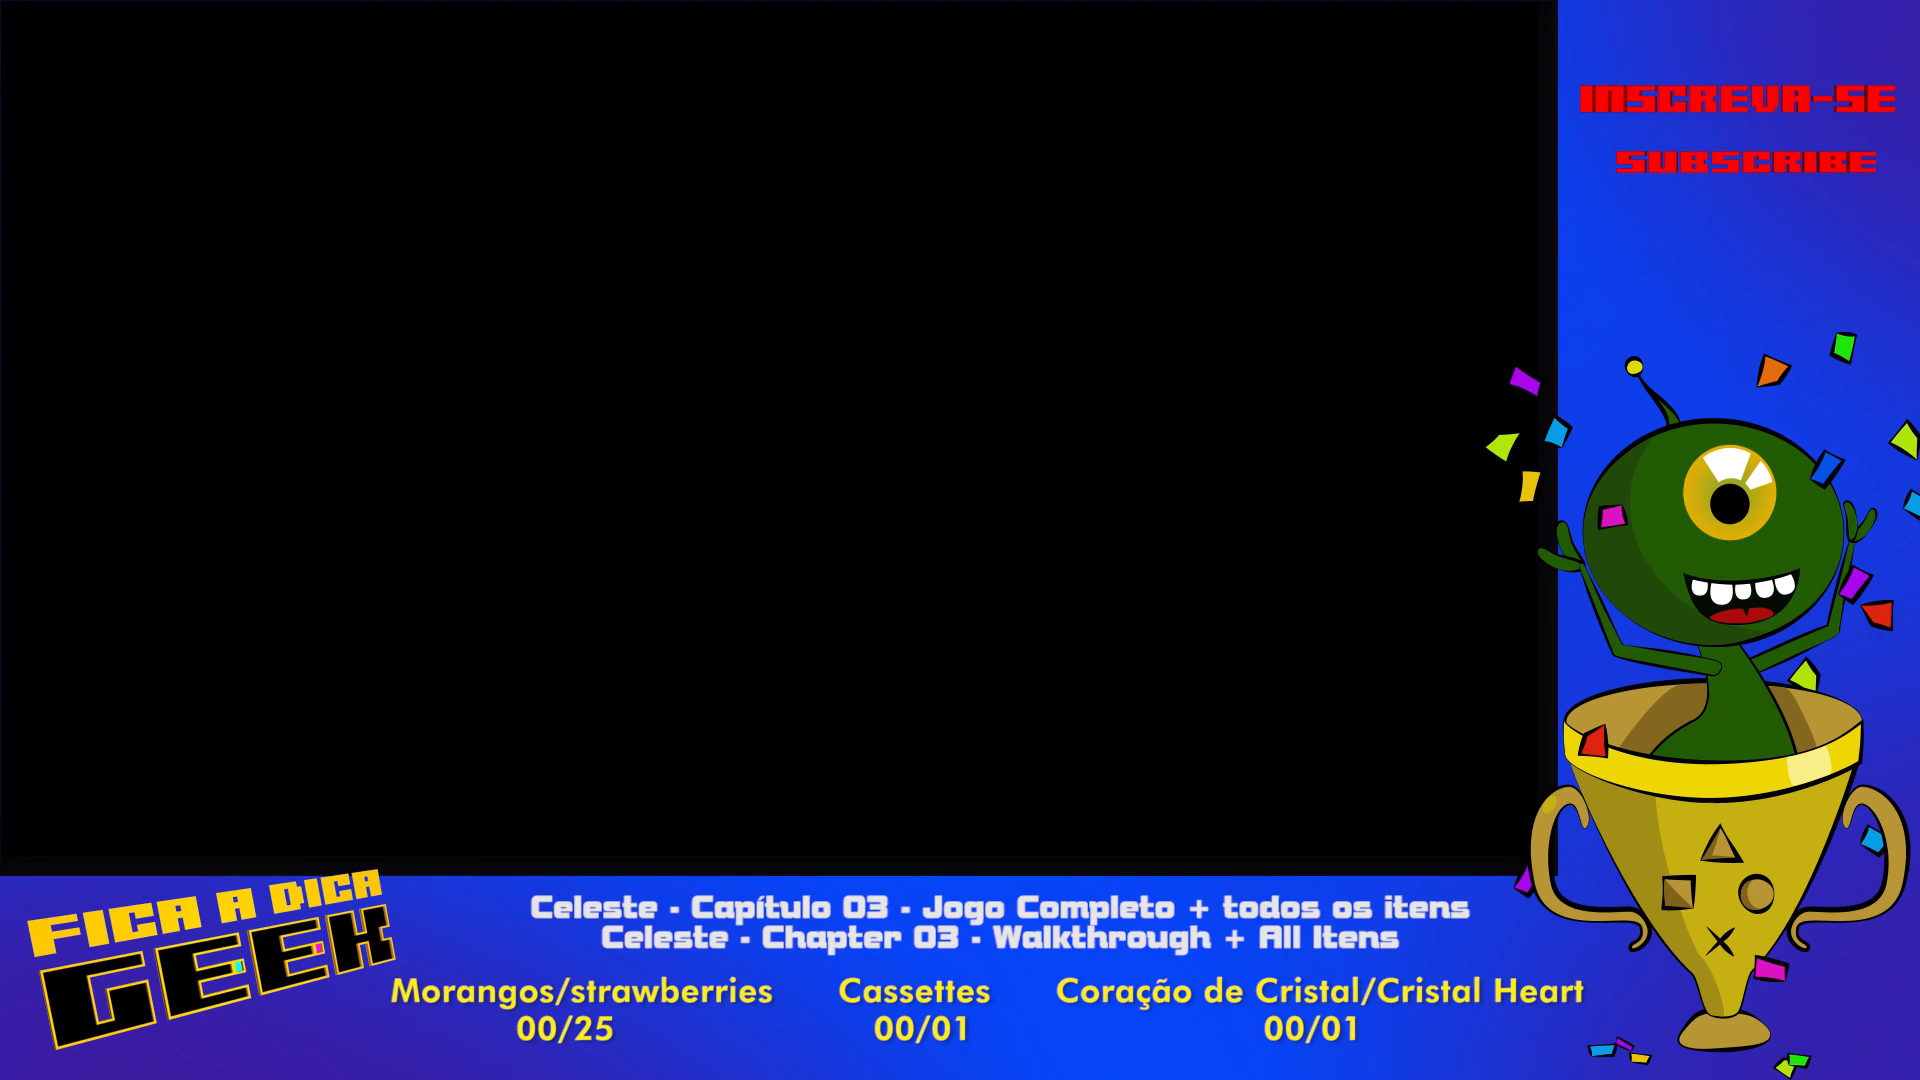 INSCREVA-SE
SUBSCRIBE
FICA A DICA
GEEK
Celeste - Capítulo 03 - Jogo Completo + todos os itens
Celeste - Chapter 03 - Walkthrough + All Itens
Morangos/strawberries
00/25
Cassettes
00/01
Coração de Cristal/Cristal Heart
00/01